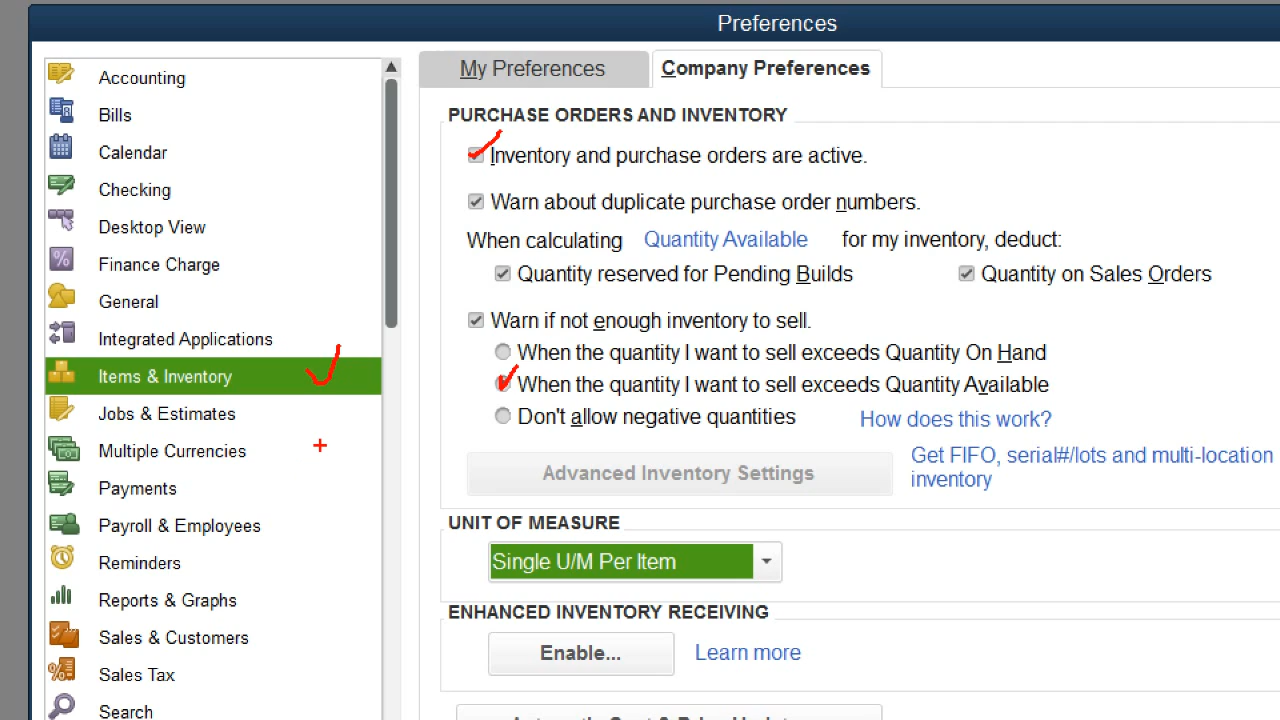 Preferences
Accounting
Bills
Calendar
Checking
Desktop View
Finance Charge
General
Integrated Applications
Items & Inventory
Jobs & Estimates
Multiple Currencies
Payments
Payroll & Employees
Reminders
Reports & Graphs
Sales & Customers
Sales Tax
Search
My Preferences
Company Preferences
PURCHASE ORDERS AND INVENTORY
Inventory and purchase orders are active.
Warn about duplicate purchase order numbers.
When calculating Quantity Available for my inventory, deduct:
Quantity reserved for Pending Builds Quantity on Sales Orders
Warn if not enough inventory to sell.
When the quantity I want to sell exceeds Quantity On Hand
When the quantity I want to sell exceeds Quantity Available
Don't allow negative quantities How does this work?
Advanced Inventory Settings
Get FIFO, serial#/lots and multi-location
inventory
UNIT OF MEASURE
Single U/M Per Item
ENHANCED INVENTORY RECEIVING
Enable... Learn more